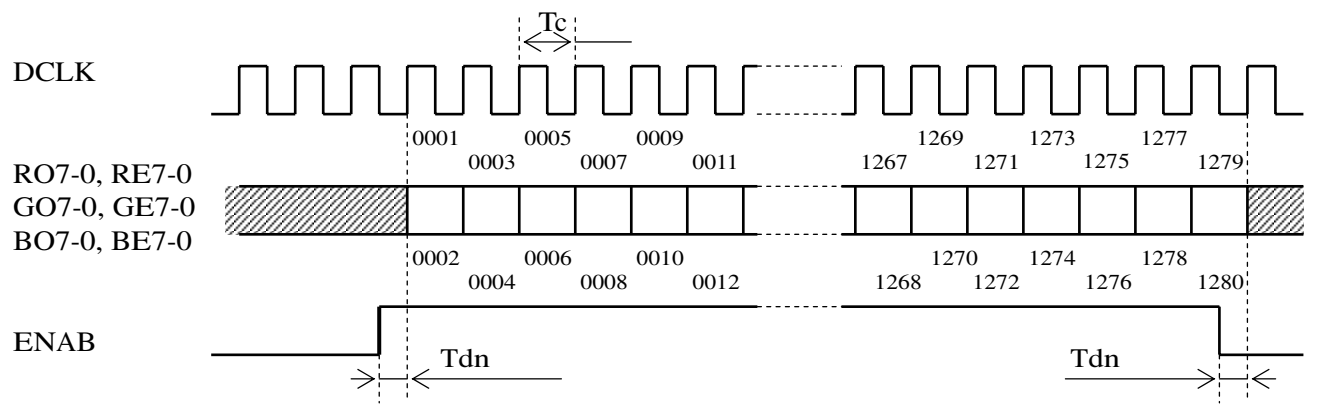 Tc
DCLK
0001 0005 0009 1269 1273 1277
0003 0007 0011 1267 1271 1275 1279
RO7-0, RE7-0
GO7-0, GE7-0
BO7-0, BE7-0
0002 0006 0010 1270 1274 1278
0004 0008 0012 1268 1272 1276 1280
ENAB
Tdn Tdn